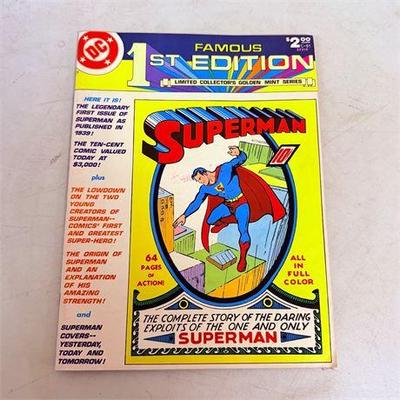 DC
FAMOUS
1ST EDITION
$2.00
C-61
LIMITED COLLECTOR'S GOLDEN MINT SERIES
HERE IT IS!
THE LEGENDARY
FIRST ISSUE OF
SUPERMAN AS
PUBLISHED IN
1939!
THE TEN-CENT
COMIC VALUED
TODAY AT
$3,000!
plus
THE LOWDOWN
ON THE TWO
YOUNG
CREATORS OF
SUPERMAN--
COMICS' FIRST
AND GREATEST
SUPER-HERO!
THE ORIGIN OF
SUPERMAN
AND AN
EXPLANATION
OF HIS
AMAZING
STRENGTH!
and
SUPERMAN
COVERS--
YESTERDAY,
TODAY AND
TOMORROW!
SUPERMAN
10¢
64
PAGES
OF
ACTION!
ALL
IN
FULL
COLOR
THE COMPLETE STORY OF THE DARING
EXPLOITS OF THE ONE AND ONLY
SUPERMAN